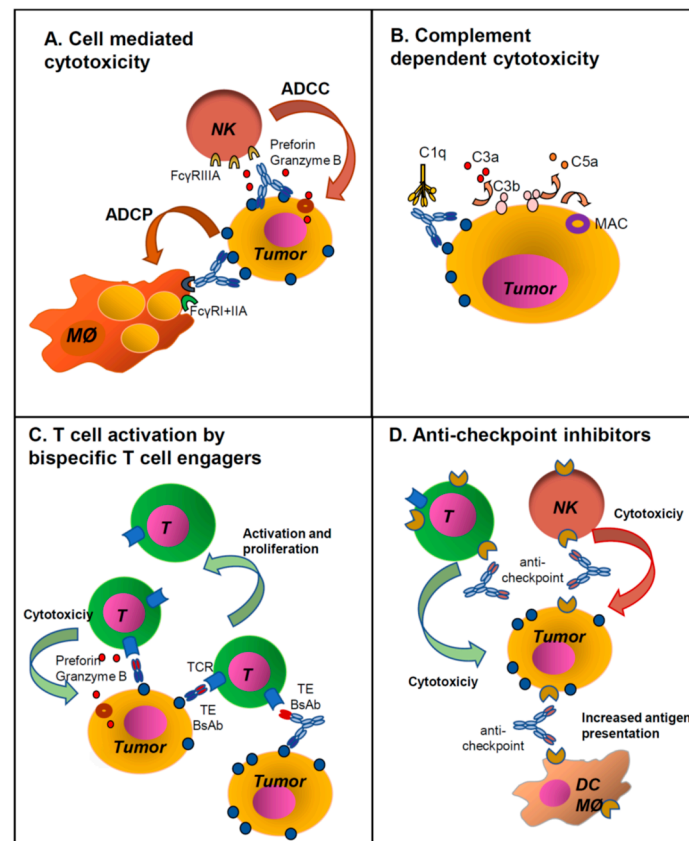 A. Cell mediated
cytotoxicity
ADCC
NK
Preforin
Granzyme B
FcγRIIIA
ADCP
Tumor
FcγRI+IIA
MØ
B. Complement
dependent cytotoxicity
C1q
C3a
C5a
C3b
MAC
Tumor
C. T cell activation by
bispecific T cell engagers
T
Activation and
proliferation
Cytotoxiciy
T
Preforin
Granzyme B
TCR
T
TE
BsAb
TE
BsAb
Tumor
Tumor
D. Anti-checkpoint inhibitors
T
NK
Cytotoxiciy
anti-
checkpoint
Tumor
Cytotoxiciy
anti-
checkpoint
Increased antigen
presentation
DC
MØ